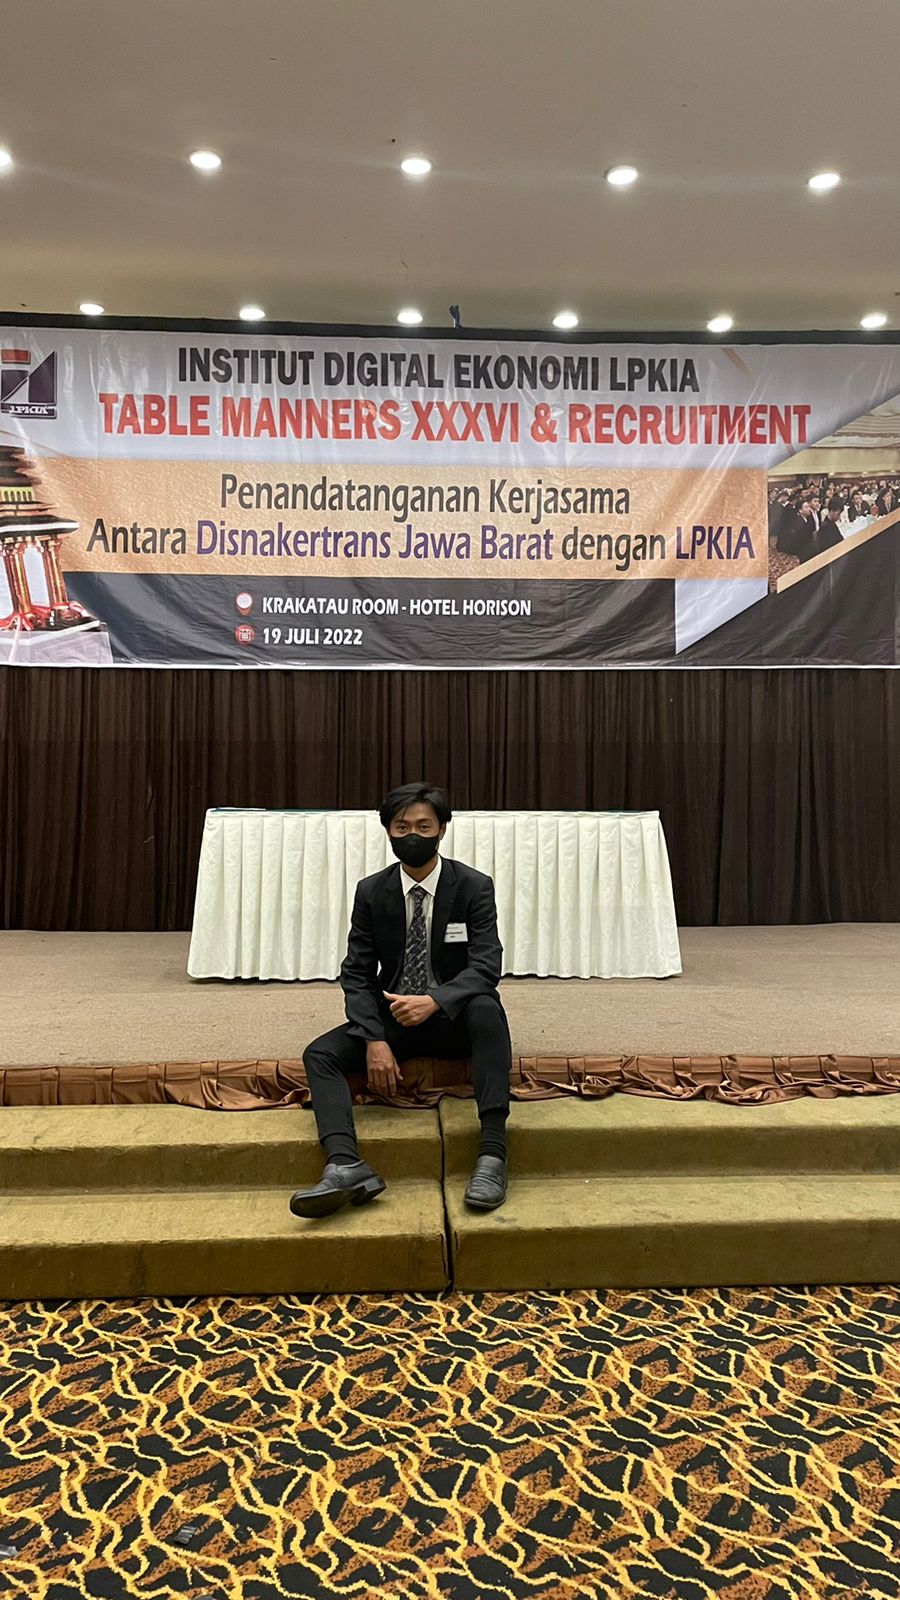 LPKIA
INSTITUT DIGITAL EKONOMI LPKIA
TABLE MANNERS XXXVI & RECRUITMENT
Penandatanganan Kerjasama
Antara Disnakertrans Jawa Barat dengan LPKIA
KRAKATAU ROOM - HOTEL HORISON
19 JULI 2022